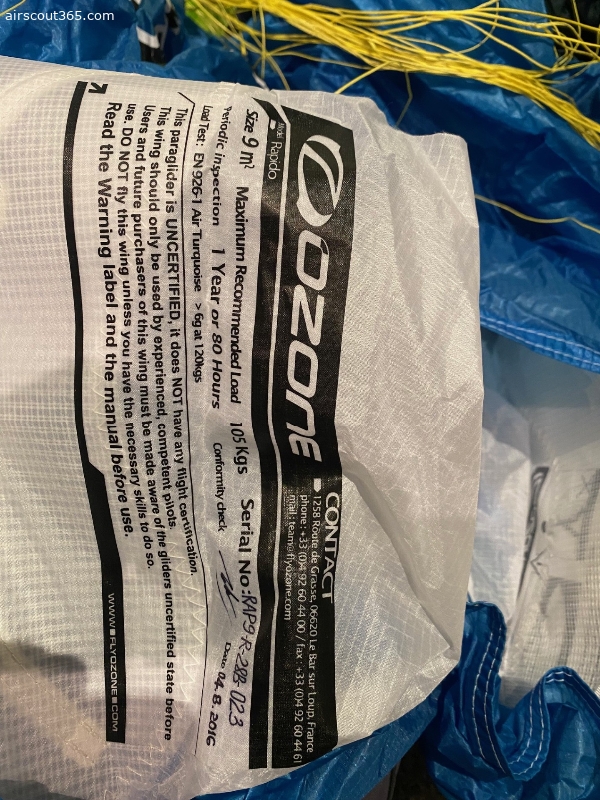 airscout365.com
OZONE
CONTACT
1258 Route de Grasse, 06620 Le Bar sur Loup, France
phone : +33 (0)4 92 60 44 00 / fax : +33 (0)4 92 60 44 61
mail : team@flyozone.com
Model Rapido
Size 9 m² Maximum Recommended Load 105 Kgs Serial No: RAP9-R-28B-023
Periodic inspection 1 Year or 80 Hours Conformity check Date 04.8.2016
Load Test: EN 926-1 Air Turquoise > 6g at 120kgs
This paraglider is UNCERTIFIED, it does NOT have any flight certification.
This wing should only be used by experienced, competent pilots.
Users and future purchasers of this wing must be made aware of the gliders uncertified state before
use. DO NOT fly this wing unless you have the necessary skills to do so.
Read the Warning label and the manual before use.
WWW.FLYOZONE.COM